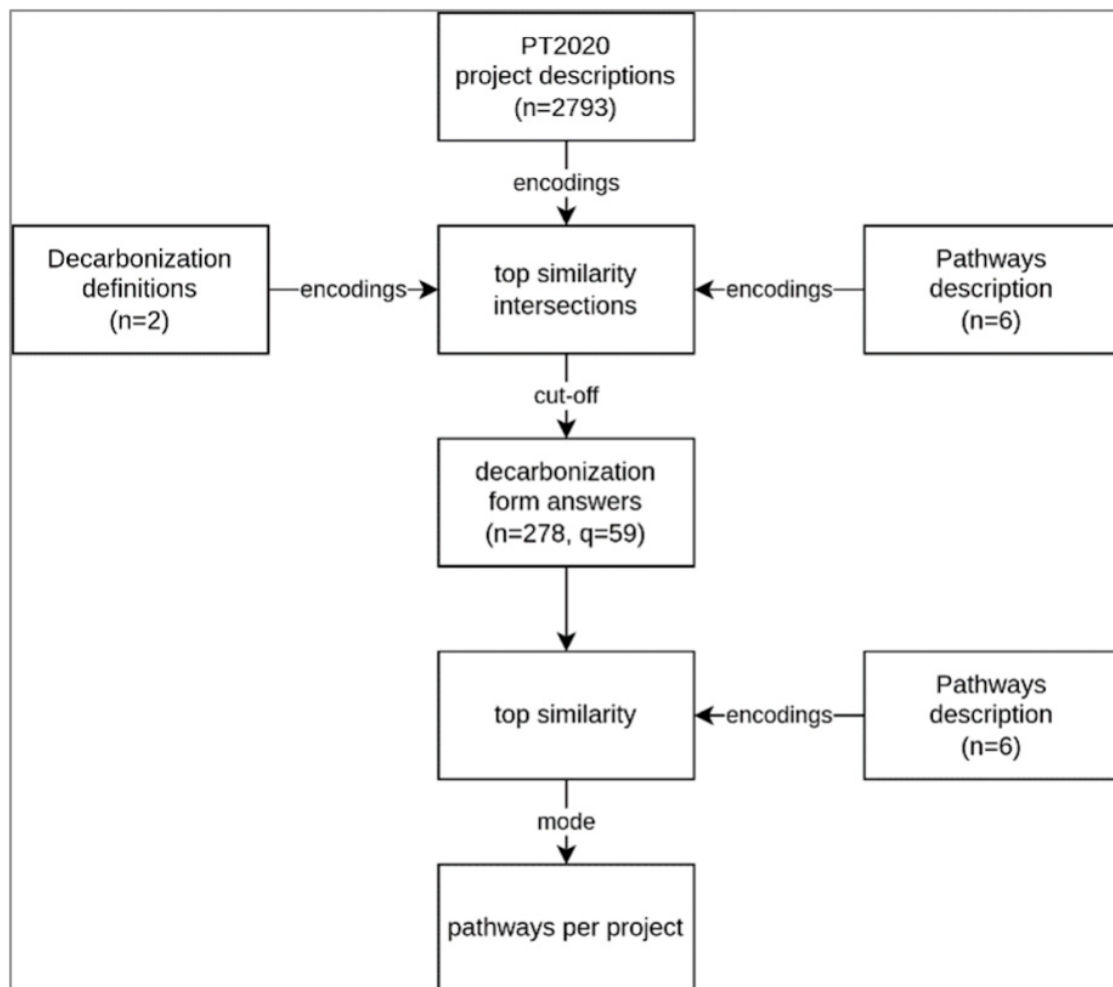 PT2020
project descriptions
(n=2793)
encodings
Decarbonization
definitions
(n=2)
encodings
top similarity
intersections
encodings
Pathways
description
(n=6)
cut-off
decarbonization
form answers
(n=278, q=59)
top similarity
encodings
Pathways
description
(n=6)
mode
pathways per project